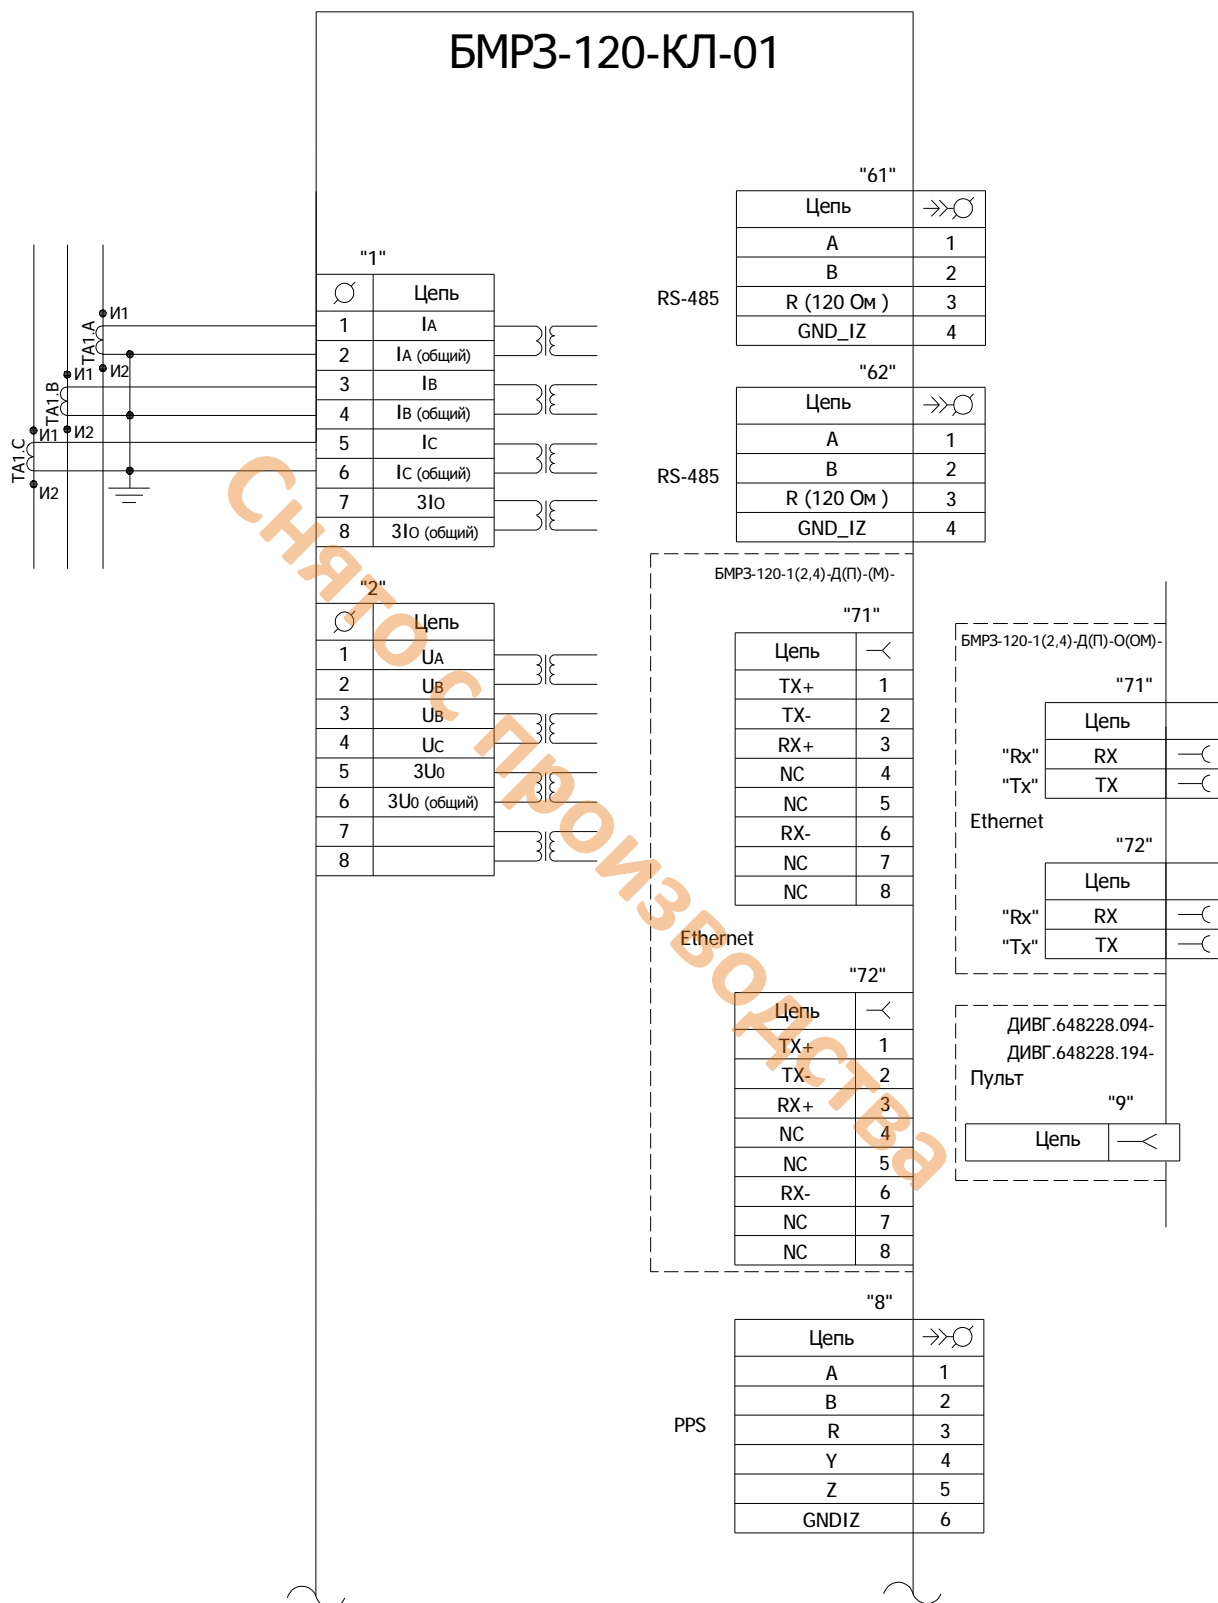 БМРЗ-120-КЛ-01
"1"
Цепь
1 IA
2 IA (общий)
3 IB
4 IB (общий)
5 IC
6 IC (общий)
7 3IO
8 3IO (общий)
TA1.A
И1
И2
TA1.B
И1
И2
TA1.C
И1
И2
"2"
Цепь
1 UA
2 UB
3 UB
4 UC
5 3U0
6 3U0 (общий)
7
8
"61"
Цепь
A 1
B 2
R (120 Ом ) 3
GND_IZ 4
RS-485
"62"
Цепь
A 1
B 2
R (120 Ом ) 3
GND_IZ 4
RS-485
БМРЗ-120-1(2,4)-Д(П)-(М)-
"71"
Цепь
TX+ 1
TX- 2
RX+ 3
NC 4
NC 5
RX- 6
NC 7
NC 8
Ethernet
"72"
Цепь
TX+ 1
TX- 2
RX+ 3
NC 4
NC 5
RX- 6
NC 7
NC 8
"8"
Цепь
A 1
B 2
R 3
Y 4
Z 5
GNDIZ 6
PPS
БМРЗ-120-1(2,4)-Д(П)-О(ОМ)-
"71"
Цепь
"Rx" RX
"Tx" TX
Ethernet
"72"
Цепь
"Rx" RX
"Tx" TX
ДИВГ.648228.094-
ДИВГ.648228.194-
Пульт
"9"
Цепь
Снято с производства